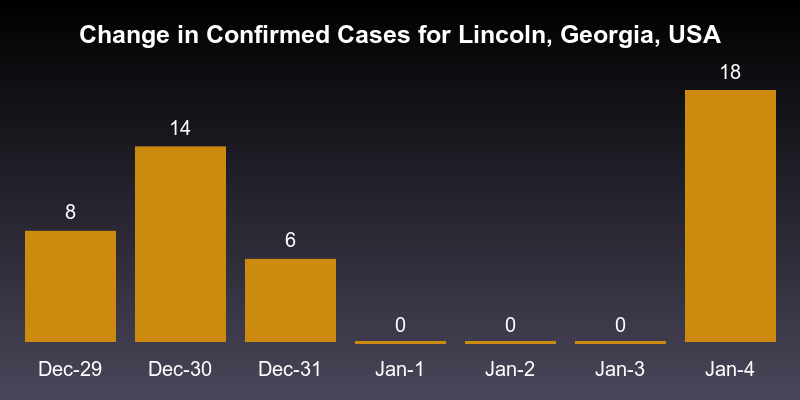 Change in Confirmed Cases for Lincoln, Georgia, USA
18
14
8
6
0 0 0
Dec-29 Dec-30 Dec-31 Jan-1 Jan-2 Jan-3 Jan-4